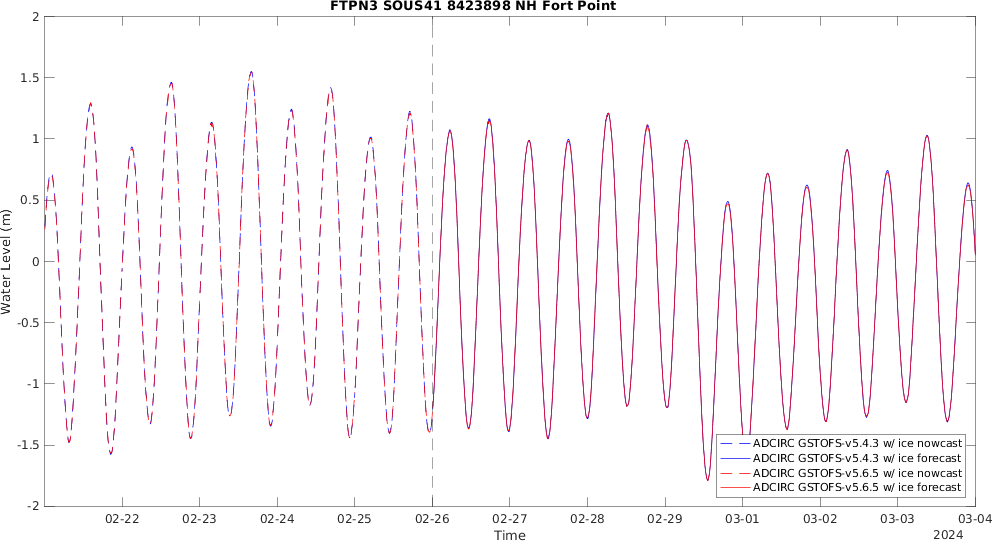 FTPN3 SOUS41 8423898 NH Fort Point
Water Level (m)
2
1.5
1
0.5
0
-0.5
-1
-1.5
-2
ADCIRC GSTOFS-v5.4.3 w/ ice nowcast
ADCIRC GSTOFS-v5.4.3 w/ ice forecast
ADCIRC GSTOFS-v5.6.5 w/ ice nowcast
ADCIRC GSTOFS-v5.6.5 w/ ice forecast
02-22 02-23 02-24 02-25 02-26 02-27 02-28 02-29 03-01 03-02 03-03 03-04
Time
2024